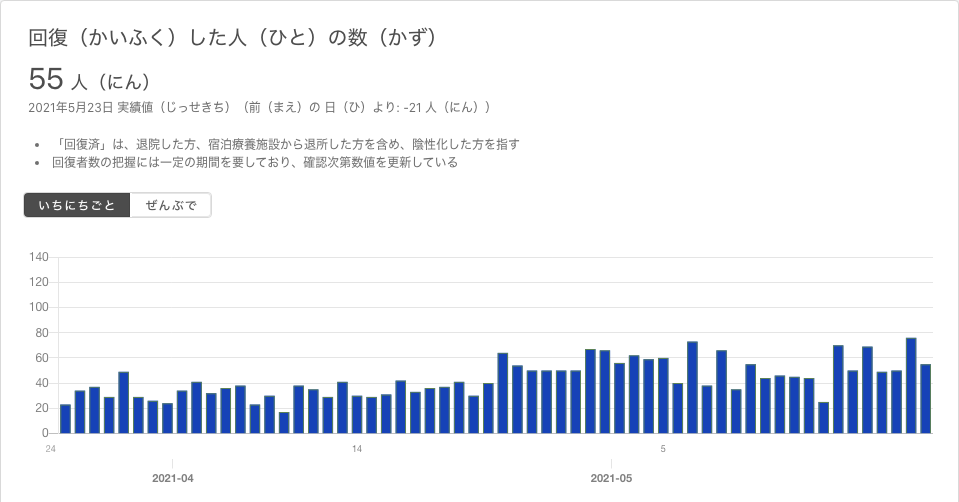 回復（かいふく）した人（ひと）の数（かず）
55 人（にん）
2021年5月23日 実績値（じっせきち）（前（まえ）の 日（ひ）より: -21 人（にん））
• 「回復済」は、退院した方、宿泊療養施設から退所した方を含め、陰性化した方を指す
• 回復者数の把握には一定の期間を要しており、確認次第数値を更新している
いちにちごと ぜんぶで
140
120
100
80
60
40
20
0
24 14 5
2021-04 2021-05